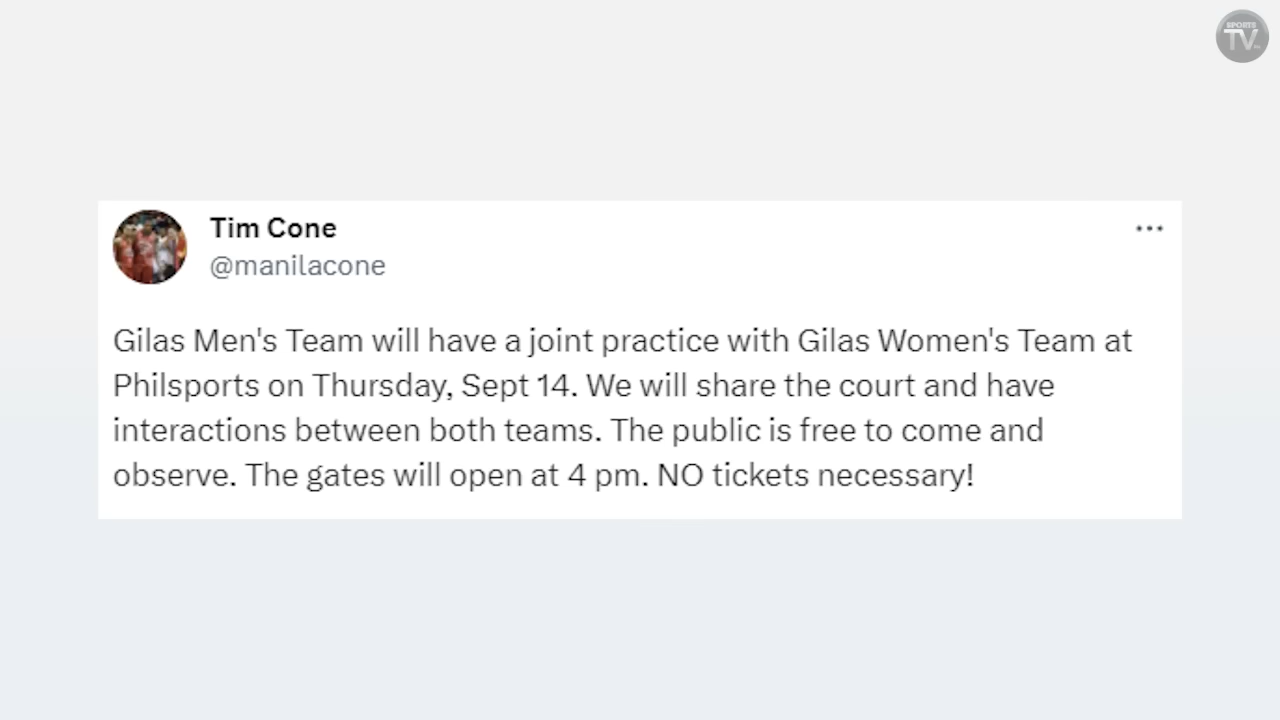 SPORTS
TV
Tim Cone
@manilacone
Gilas Men's Team will have a joint practice with Gilas Women's Team at
Philsports on Thursday, Sept 14. We will share the court and have
interactions between both teams. The public is free to come and
observe. The gates will open at 4 pm. NO tickets necessary!